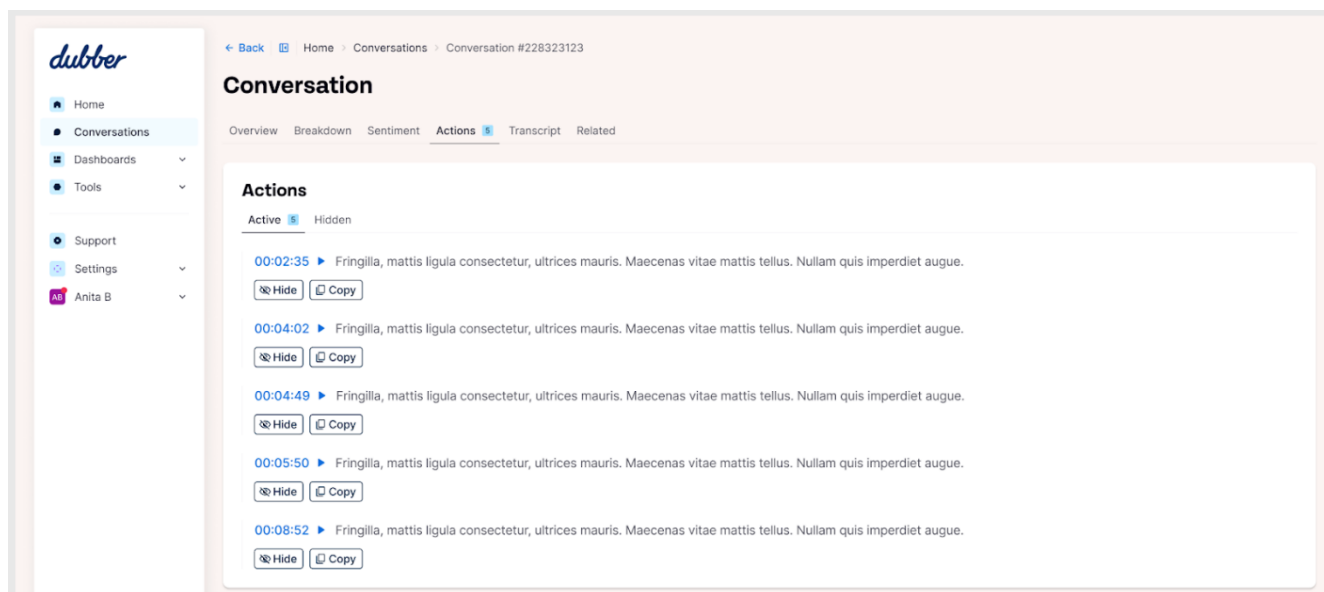 dubber
Home
Conversations
Dashboards
Tools
Support
Settings
AB Anita B
← Back Home > Conversations > Conversation #228323123
Conversation
Overview Breakdown Sentiment Actions 5 Transcript Related
Actions
Active 5 Hidden
00:02:35 Fringilla, mattis ligula consectetur, ultrices mauris. Maecenas vitae mattis tellus. Nullam quis imperdiet augue.
Hide Copy
00:04:02 Fringilla, mattis ligula consectetur, ultrices mauris. Maecenas vitae mattis tellus. Nullam quis imperdiet augue.
Hide Copy
00:04:49 Fringilla, mattis ligula consectetur, ultrices mauris. Maecenas vitae mattis tellus. Nullam quis imperdiet augue.
Hide Copy
00:05:50 Fringilla, mattis ligula consectetur, ultrices mauris. Maecenas vitae mattis tellus. Nullam quis imperdiet augue.
Hide Copy
00:08:52 Fringilla, mattis ligula consectetur, ultrices mauris. Maecenas vitae mattis tellus. Nullam quis imperdiet augue.
Hide Copy